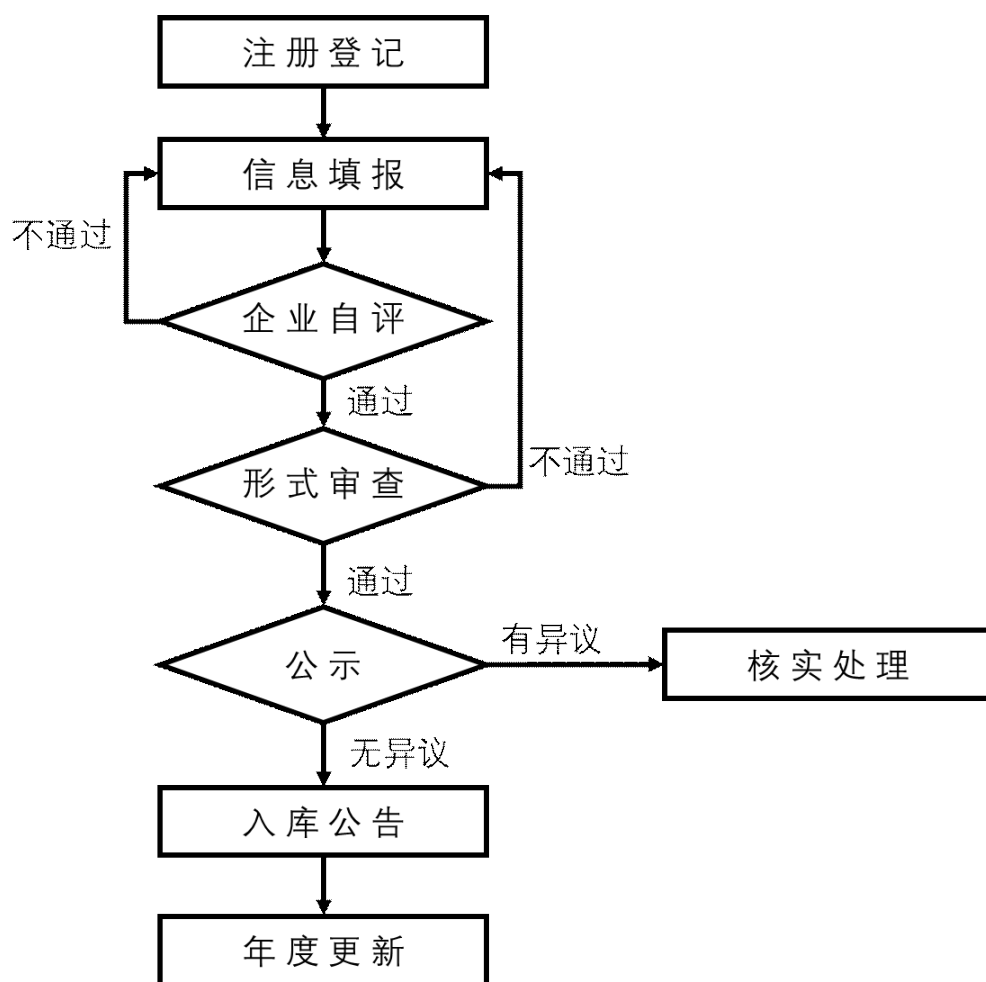 注册登记
信息填报
不通过
企业自评
通过
形式审查
不通过
通过
公示
有异议
核实处理
无异议
入库公告
年度更新